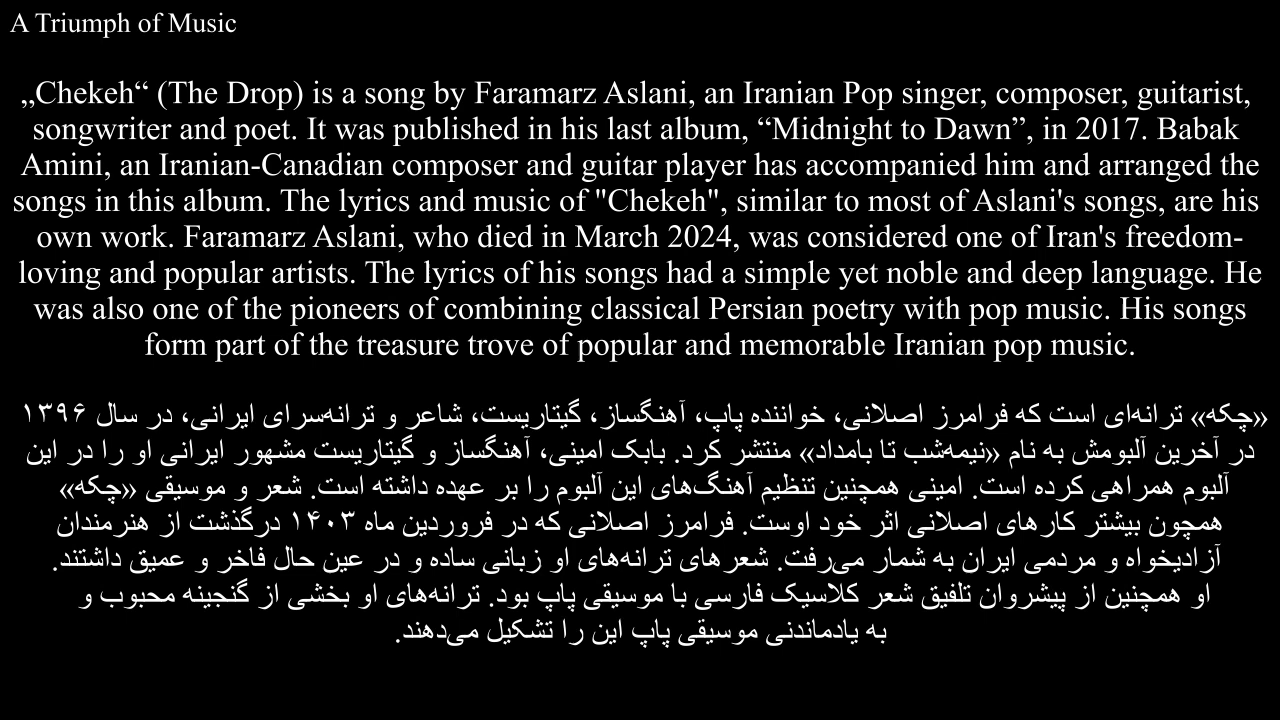 A Triumph of Music
„Chekeh“ (The Drop) is a song by Faramarz Aslani, an Iranian Pop singer, composer, guitarist,
songwriter and poet. It was published in his last album, “Midnight to Dawn”, in 2017. Babak
Amini, an Iranian-Canadian composer and guitar player has accompanied him and arranged the
songs in this album. The lyrics and music of "Chekeh", similar to most of Aslani's songs, are his
own work. Faramarz Aslani, who died in March 2024, was considered one of Iran's freedom-
loving and popular artists. The lyrics of his songs had a simple yet noble and deep language. He
was also one of the pioneers of combining classical Persian poetry with pop music. His songs
form part of the treasure trove of popular and memorable Iranian pop music.
«چکه» ترانه‌ای است که فرامرز اصلانی، خواننده پاپ، آهنگساز، گیتاریست، شاعر و ترانه‌سرای ایرانی، در سال ۱۳۹۶
در آخرین آلبومش به نام «نیمه‌شب تا بامداد» منتشر کرد. بابک امینی، آهنگساز و گیتاریست مشهور ایرانی او را در این
آلبوم همراهی کرده است. امینی همچنین تنظیم آهنگ‌های این آلبوم را بر عهده داشته است. شعر و موسیقی «چکه»
همچون بیشتر کارهای اصلانی اثر خود اوست. فرامرز اصلانی که در فروردین ماه ۱۴۰۳ درگذشت از هنرمندان
آزادیخواه و مردمی ایران به شمار می‌رفت. شعرهای ترانه‌های او زبانی ساده و در عین حال فاخر و عمیق داشتند.
او همچنین از پیشروان تلفیق شعر کلاسیک فارسی با موسیقی پاپ بود. ترانه‌های او بخشی از گنجینه محبوب و
به یادماندنی موسیقی پاپ این را تشکیل می‌دهند.